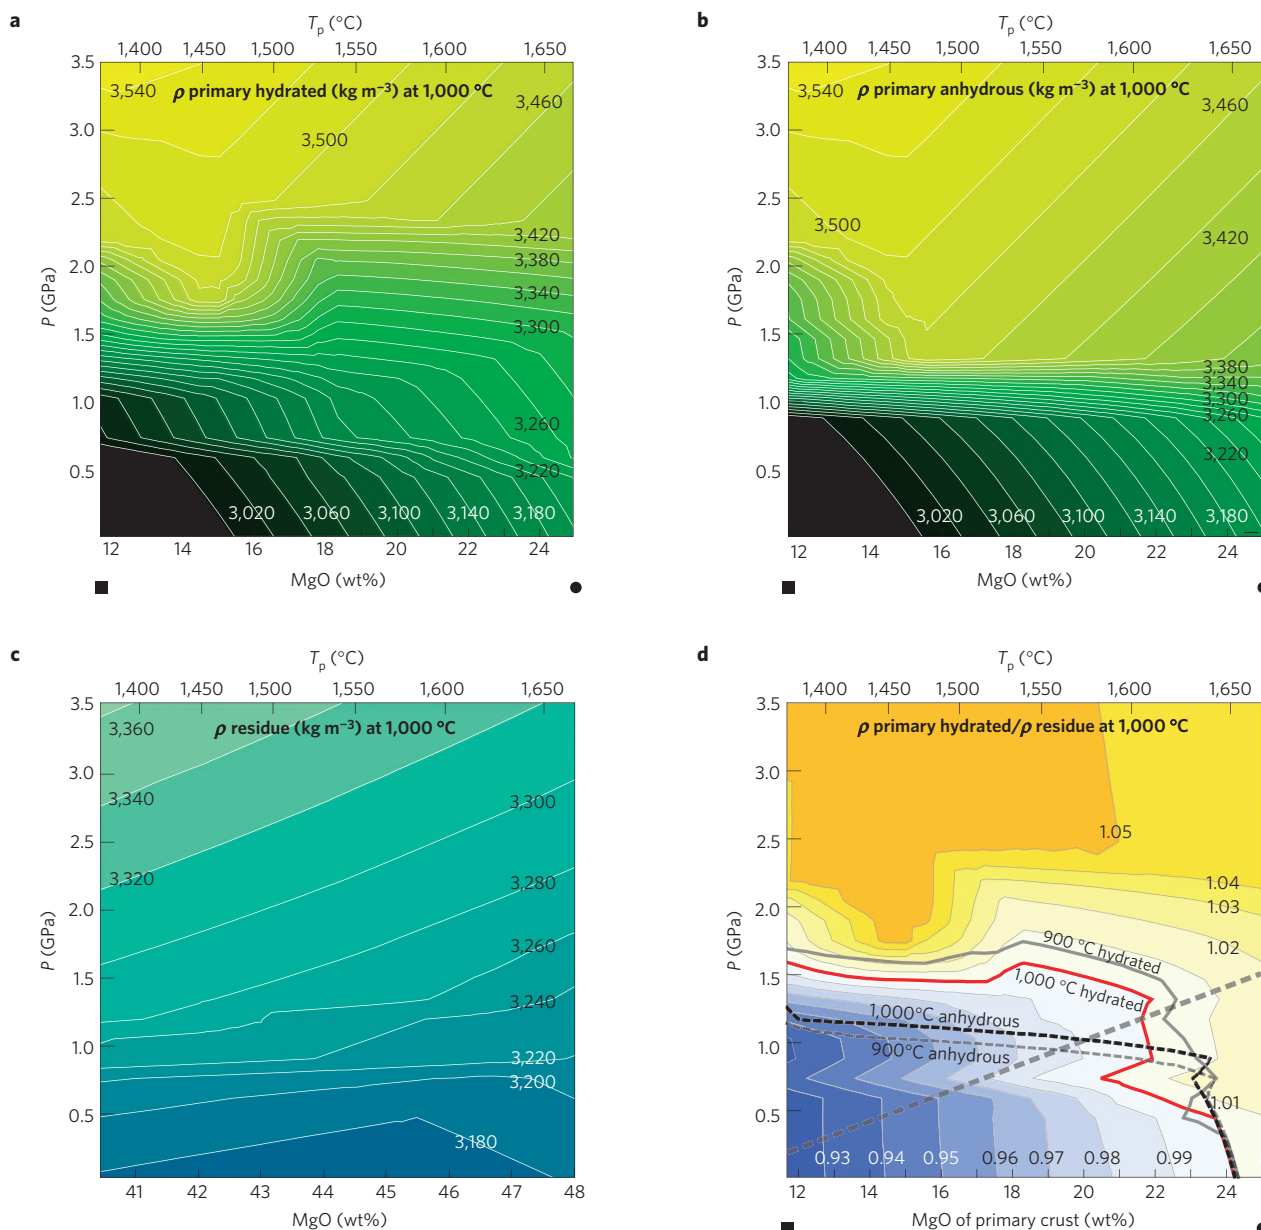 a
T_p (°C)
1,400 1,450 1,500 1,550 1,600 1,650
3.5
3.0
2.5
2.0
1.5
1.0
0.5
P (GPa)
3,540
ρ primary hydrated (kg m⁻³) at 1,000 °C
3,460
3,500
3,420
3,380
3,340
3,300
3,260
3,220
3,020 3,060 3,100 3,140 3,180
12 14 16 18 20 22 24
MgO (wt%)
b
T_p (°C)
1,400 1,450 1,500 1,550 1,600 1,650
3.5
3.0
2.5
2.0
1.5
1.0
0.5
P (GPa)
3,540
ρ primary anhydrous (kg m⁻³) at 1,000 °C
3,460
3,500
3,420
3,380
3,340
3,300
3,260
3,220
3,020 3,060 3,100 3,140 3,180
12 14 16 18 20 22 24
MgO (wt%)
c
T_p (°C)
1,400 1,450 1,500 1,550 1,600 1,650
3.5
3.0
2.5
2.0
1.5
1.0
0.5
P (GPa)
3,360
ρ residue (kg m⁻³) at 1,000 °C
3,340
3,300
3,320
3,280
3,260
3,240
3,220
3,200
3,180
41 42 43 44 45 46 47 48
MgO (wt%)
d
T_p (°C)
1,400 1,450 1,500 1,550 1,600 1,650
3.5
3.0
2.5
2.0
1.5
1.0
0.5
P (GPa)
ρ primary hydrated/ρ residue at 1,000 °C
1.05
1.04
1.03
1.02
900 °C hydrated
1,000 °C hydrated
1,000°C anhydrous
900°C anhydrous
1.01
0.93 0.94 0.95 0.96 0.97 0.98 0.99
12 14 16 18 20 22 24
MgO of primary crust (wt%)